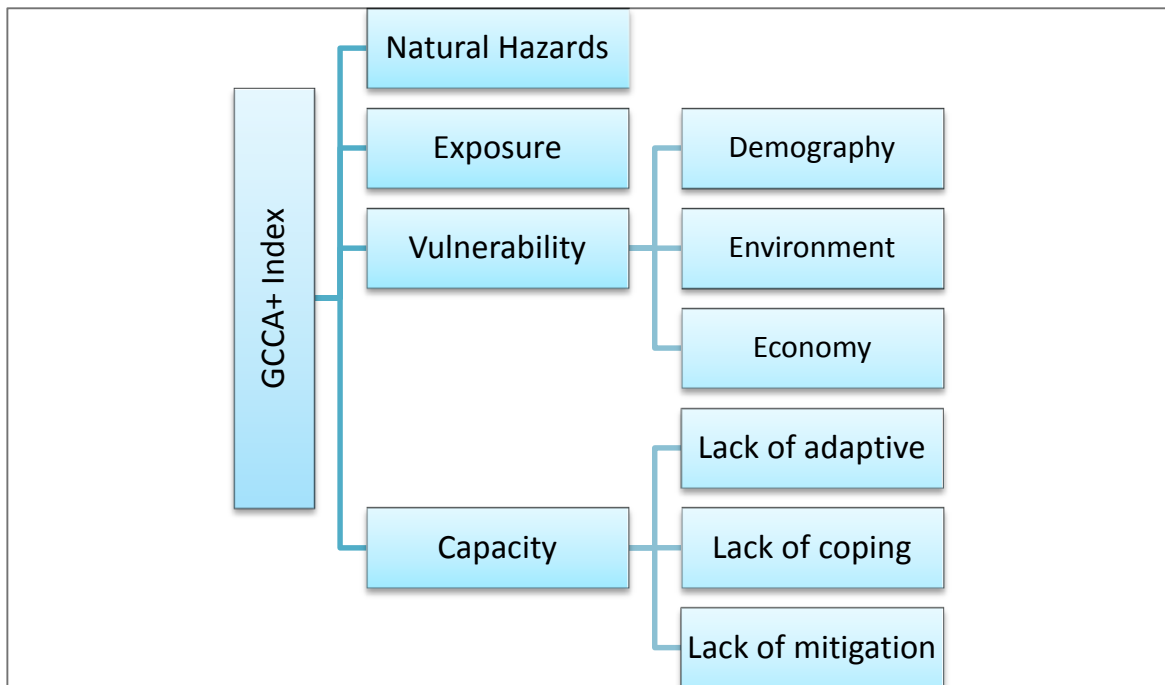 GCCA+ Index
Natural Hazards
Exposure
Vulnerability
Demography
Environment
Economy
Capacity
Lack of adaptive
Lack of coping
Lack of mitigation